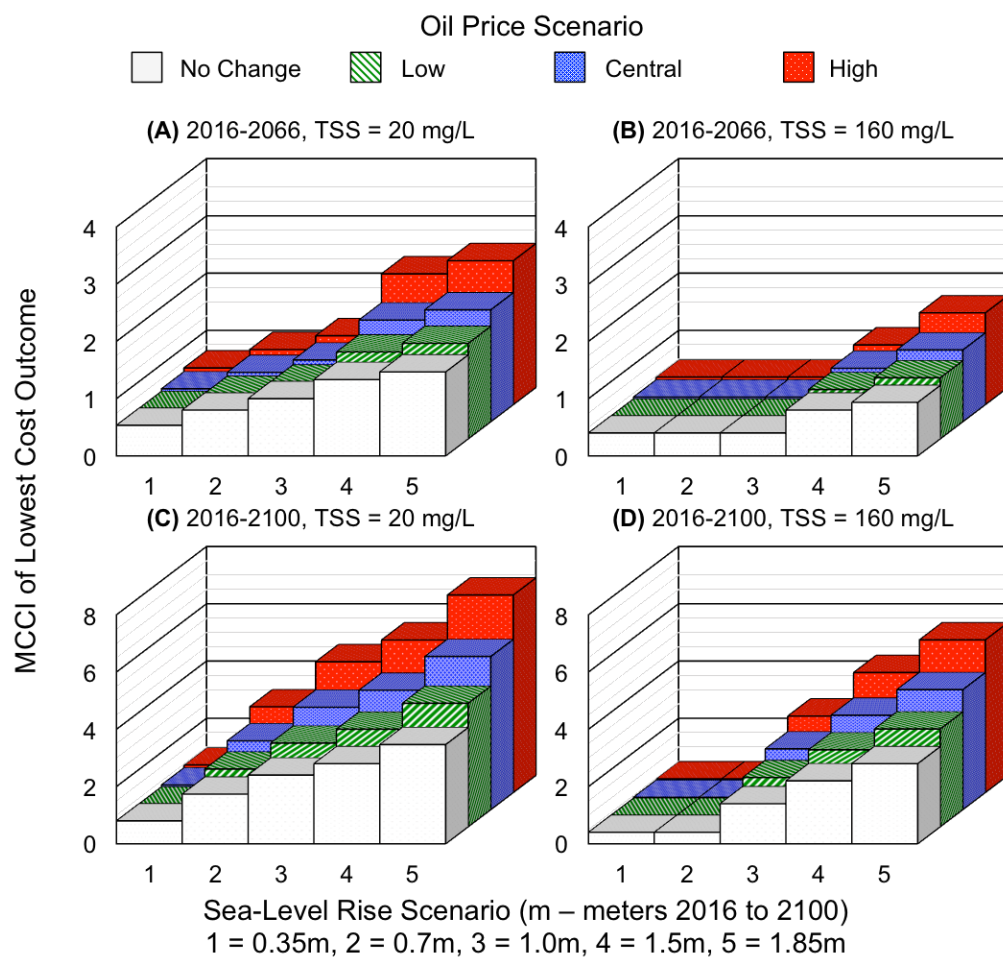 Oil Price Scenario
No Change Low Central High
(A) 2016-2066, TSS = 20 mg/L (B) 2016-2066, TSS = 160 mg/L
4 4
3 3
2 2
1 1
0 0
1 2 3 4 5 1 2 3 4 5
(C) 2016-2100, TSS = 20 mg/L (D) 2016-2100, TSS = 160 mg/L
8 8
6 6
4 4
2 2
0 0
1 2 3 4 5 1 2 3 4 5
MCCI of Lowest Cost Outcome
Sea-Level Rise Scenario (m – meters 2016 to 2100)
1 = 0.35m, 2 = 0.7m, 3 = 1.0m, 4 = 1.5m, 5 = 1.85m